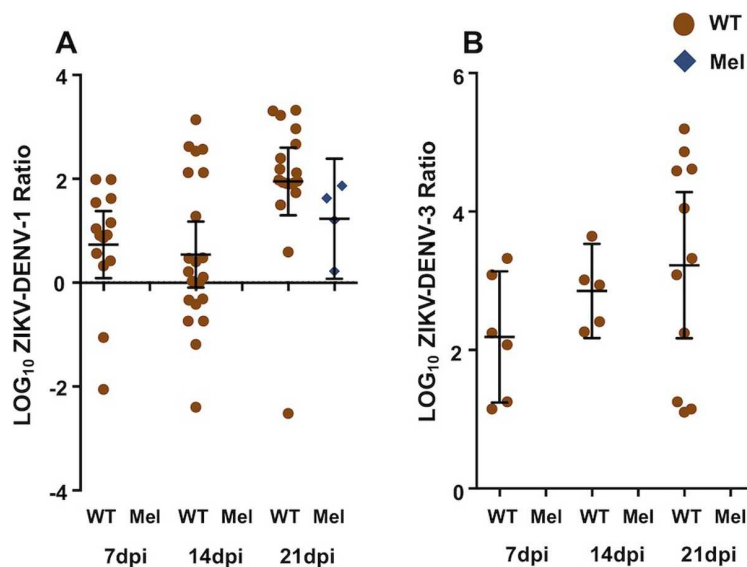 A
LOG10 ZIKV-DENV-1 Ratio
4
2
0
-2
-4
WT Mel WT Mel WT Mel
7dpi 14dpi 21dpi
B
WT
Mel
LOG10 ZIKV-DENV-3 Ratio
6
4
2
0
WT Mel WT Mel WT Mel
7dpi 14dpi 21dpi